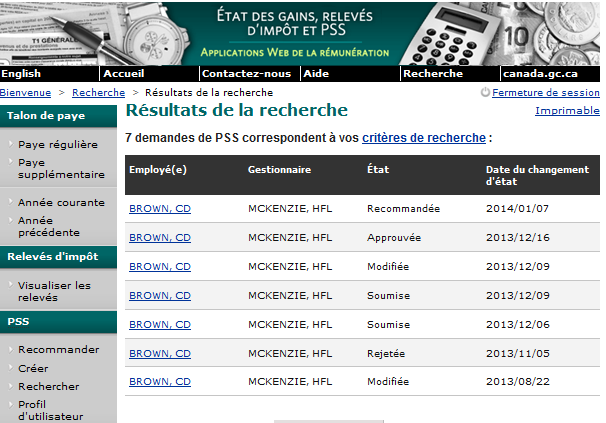 T1 GÉNÉRALE
ÉTAT DES GAINS, RELEVÉS
D'IMPÔT ET PSS
APPLICATIONS WEB DE LA RÉMUNÉRATION
English Accueil Contactez-nous Aide Recherche canada.gc.ca
Bienvenue > Recherche > Résultats de la recherche Fermeture de session
Talon de paye
Paye régulière
Paye
supplémentaire
Année courante
Année
précédente
Relevés d'impôt
Visualiser les
relevés
PSS
Recommander
Créer
Rechercher
Profil
d'utilisateur
Résultats de la recherche
Imprimable
7 demandes de PSS correspondent à vos critères de recherche :
Employé(e) Gestionnaire État Date du changement
d'état
BROWN, CD MCKENZIE, HFL Recommandée 2014/01/07
BROWN, CD MCKENZIE, HFL Approuvée 2013/12/16
BROWN, CD MCKENZIE, HFL Modifiée 2013/12/09
BROWN, CD MCKENZIE, HFL Soumise 2013/12/09
BROWN, CD MCKENZIE, HFL Soumise 2013/12/06
BROWN, CD MCKENZIE, HFL Rejetée 2013/11/05
BROWN, CD MCKENZIE, HFL Modifiée 2013/08/22